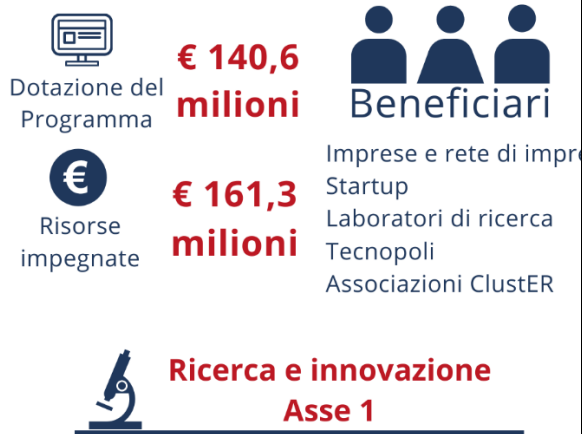 Dotazione del
Programma
€ 140,6
milioni
€
Risorse
impegnate
€ 161,3
milioni
Beneficiari
Imprese e rete di impre
Startup
Laboratori di ricerca
Tecnopoli
Associazioni ClustER
Ricerca e innovazione
Asse 1